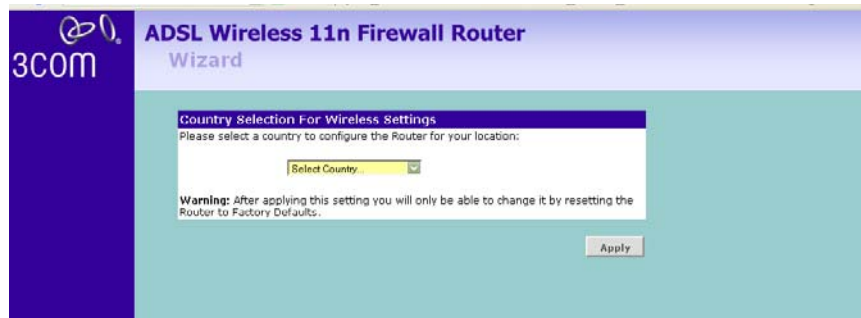 3COM
ADSL Wireless 11n Firewall Router
Wizard
Country Selection For Wireless Settings
Please select a country to configure the Router for your location:
Select Country...
Warning: After applying this setting you will only be able to change it by resetting the
Router to Factory Defaults.
Apply